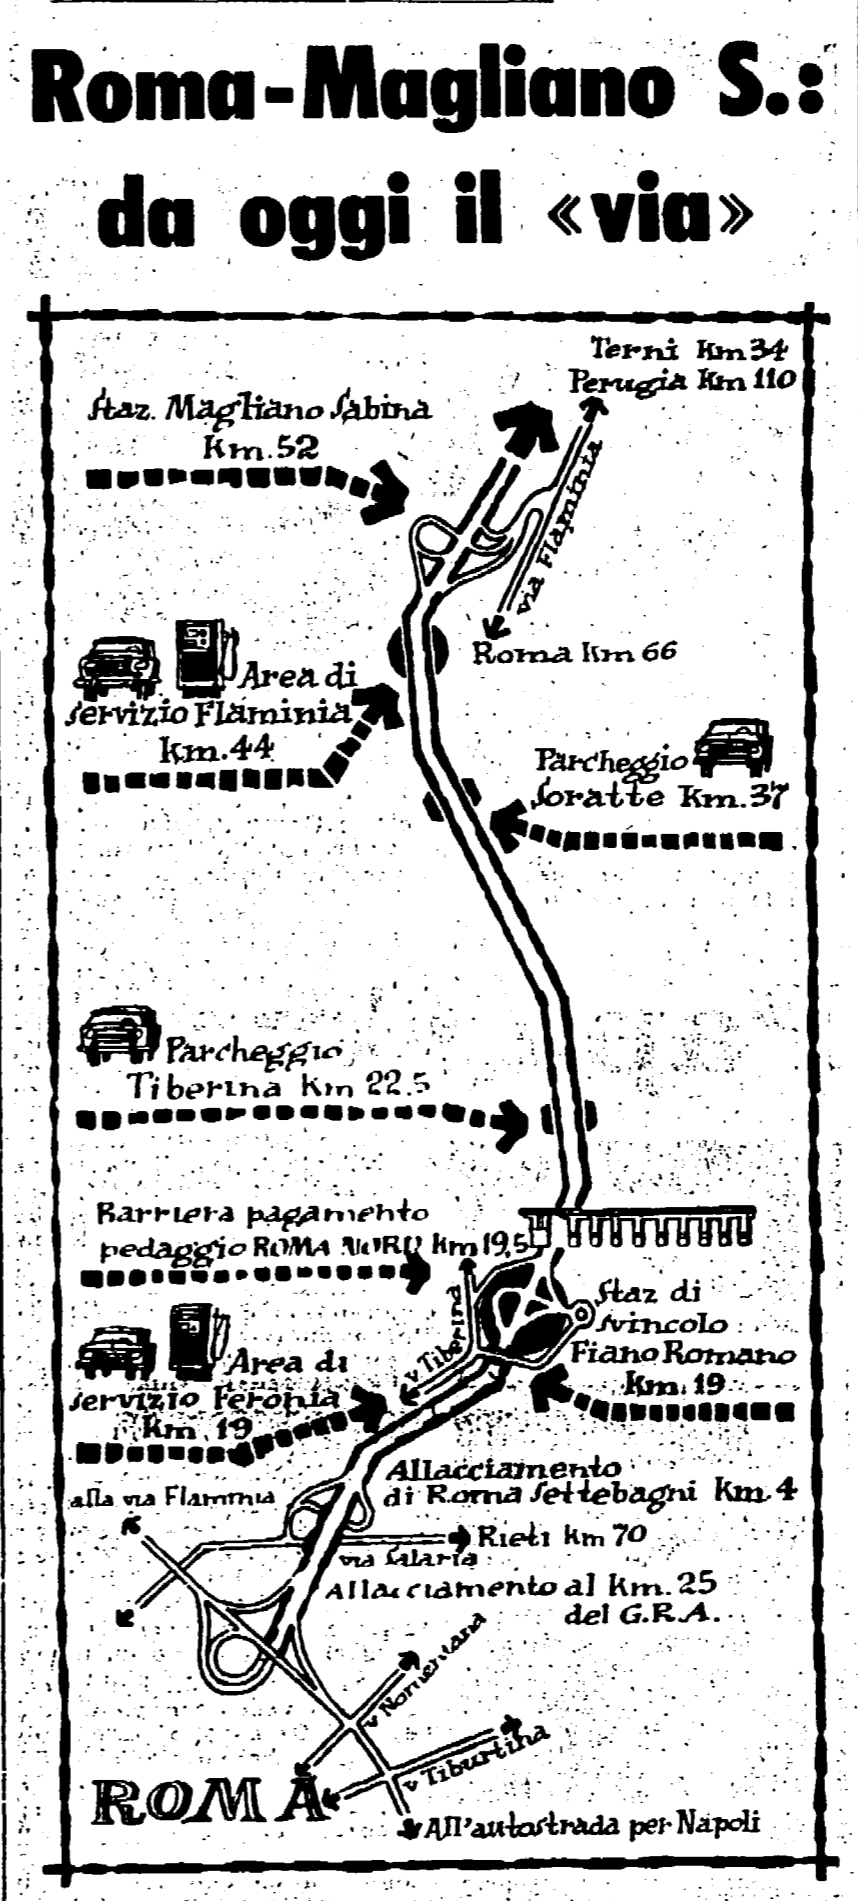 Roma-Magliano S.:
da oggi il «via»
Terni Km 34
Perugia Km 110
Staz. Magliano Sabina
Km. 52
via Flaminia
Roma Km 66
Area di
servizio Flaminia
km. 44
Parcheggio
Soratte Km. 37
Parcheggio
Tiberina Km 22.5
Barriera pagamento
pedaggio ROMA NORD Km 19,5
Staz di
svincolo
Fiano Romano
Km. 19
v Tiberina
Area di
servizio Feronia
Km. 19
Allacciamento
di Roma Settebagni Km. 4
alla via Flaminia
Rieti Km 70
via Salaria
Allacciamento al Km. 25
del G.R.A.
v Nomentana
v Tiburtina
ROMA
All'autostrada per Napoli